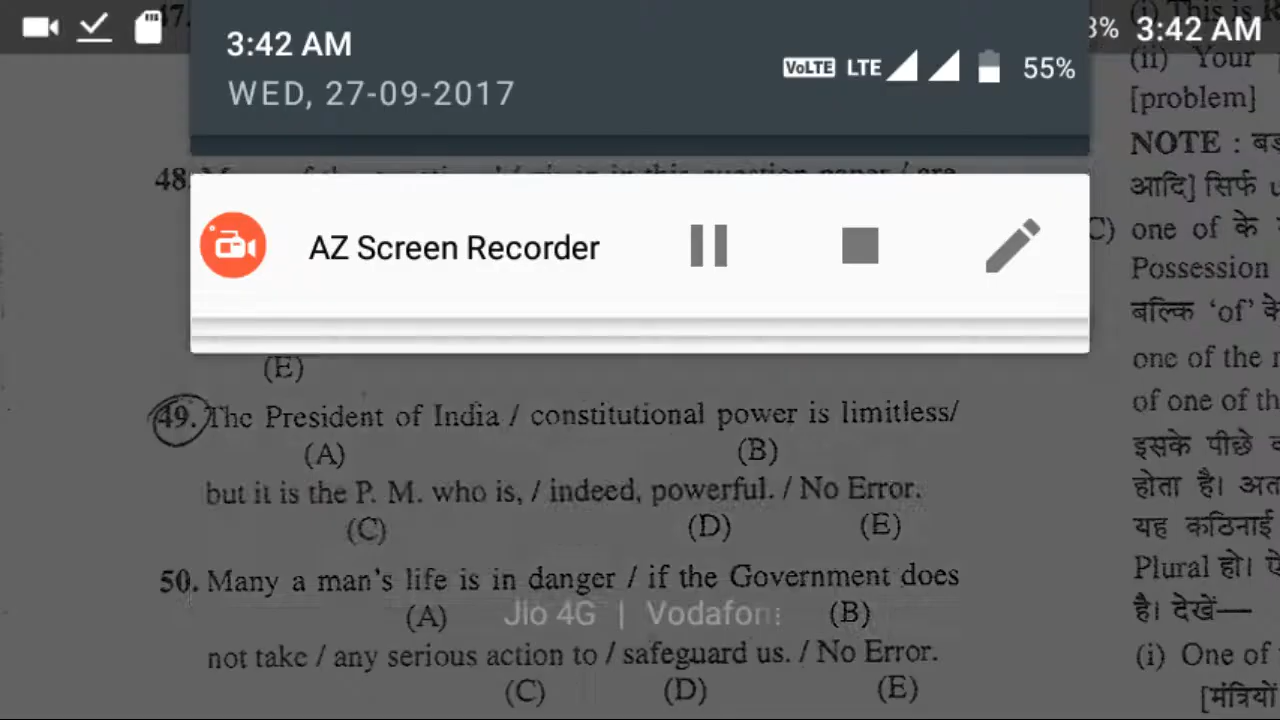 47.
3:42 AM
WED, 27-09-2017
VoLTE LTE 55%
3% 3:42 AM
(i) This is
(ii) Your
[problem]
NOTE :
48.
AZ Screen Recorder
(E)
49. The President of India / constitutional power is limitless/
(A) (B)
but it is the P. M. who is, / indeed, powerful. / No Error.
(C) (D) (E)
50. Many a man's life is in danger / if the Government does
(A) (B)
Jio 4G | Vodafon
not take / any serious action to / safeguard us. / No Error.
(C) (D) (E)
आदि] सिर्फ
C) one of के
Possession
बल्कि 'of' के
one of the
of one of th
इसके पीछे
होता है। अत
यह कठिनाई
Plural हो। ऐ
है। देखें—
(i) One of
[मंत्रियों